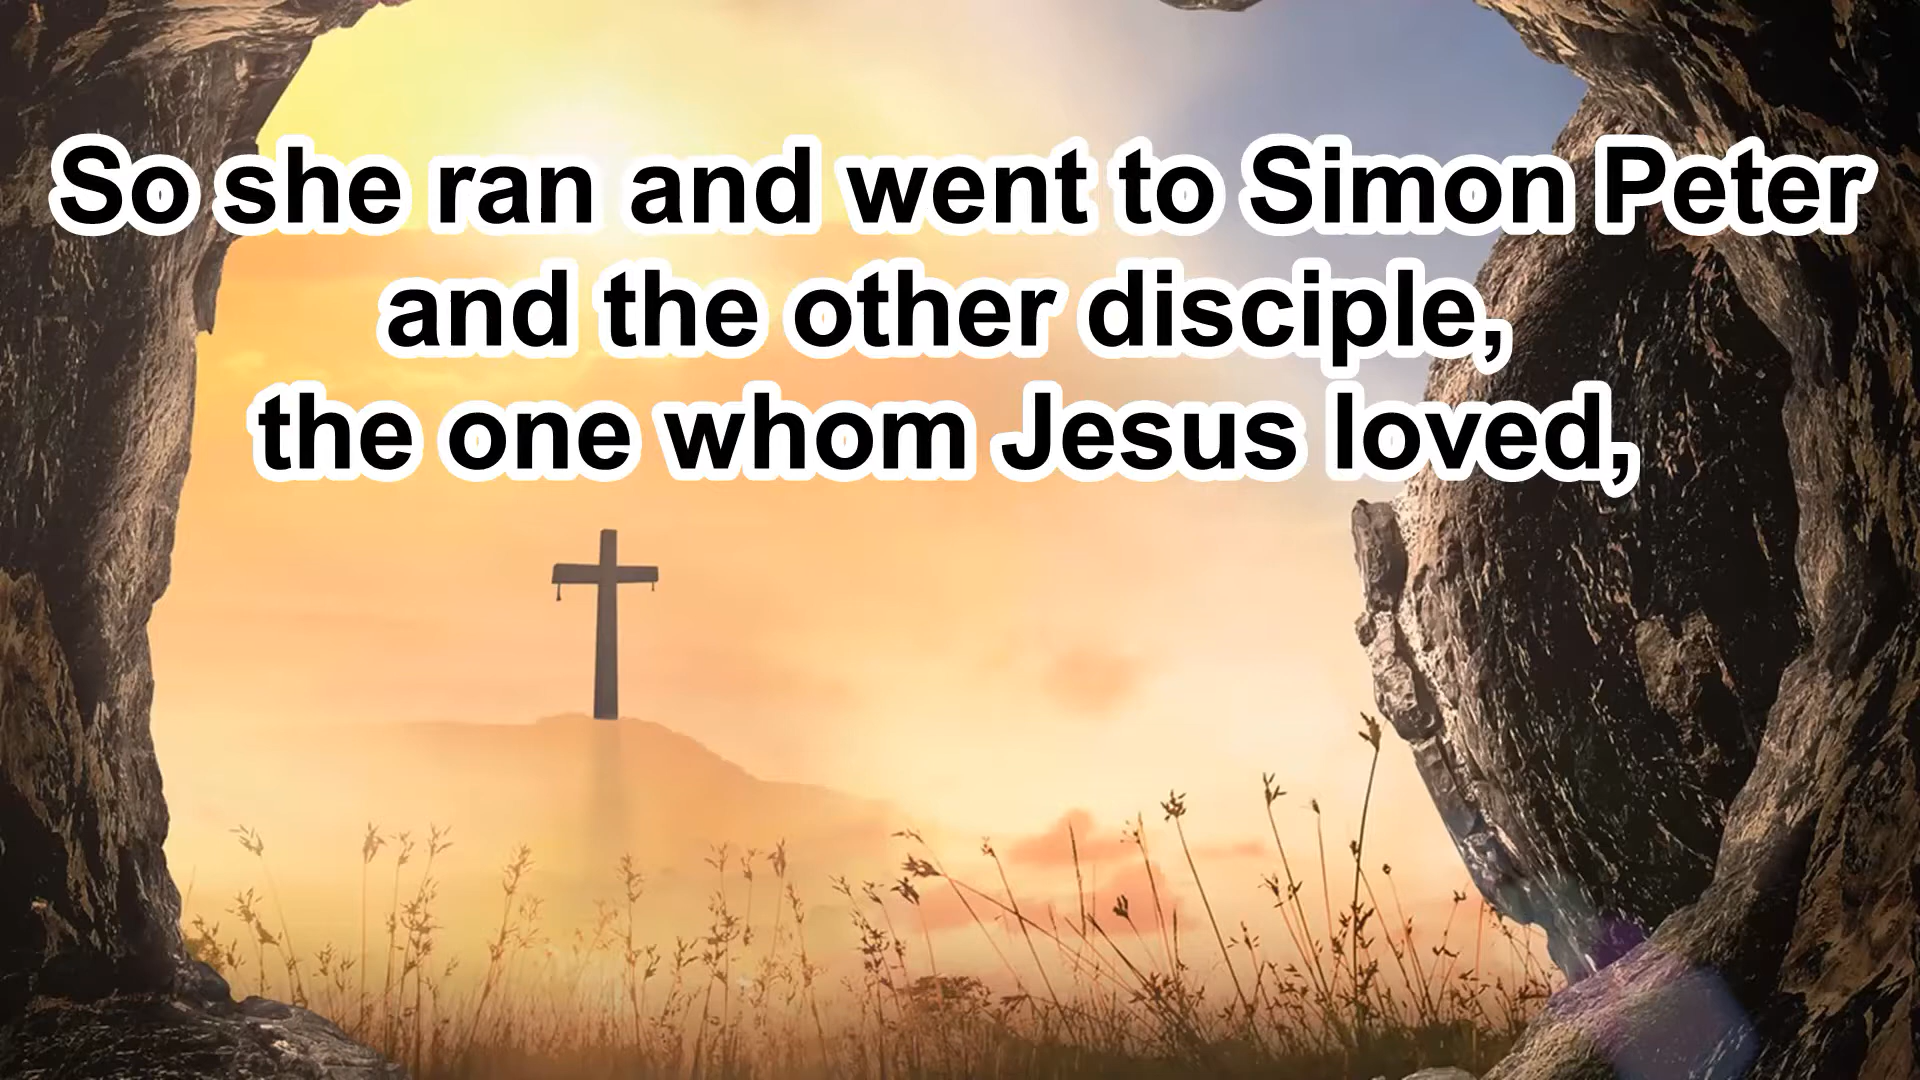 So she ran and went to Simon Peter
and the other disciple,
the one whom Jesus loved,